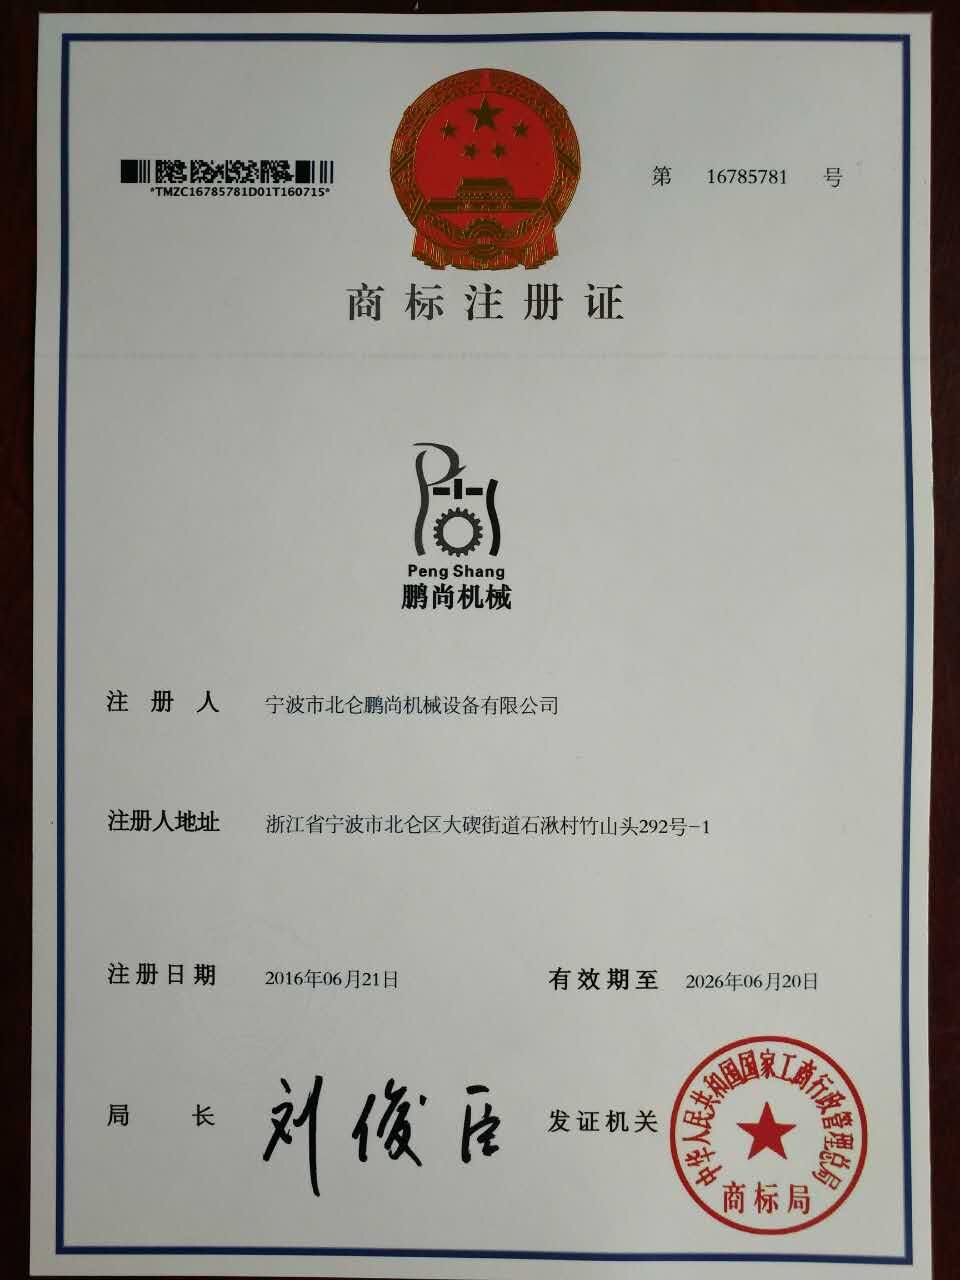 *TMZC16785781D01T160715*
第 16785781 号
商标注册证
Peng Shang
鹏尚机械
注册人 宁波市北仑鹏尚机械设备有限公司
注册人地址 浙江省宁波市北仑区大碶街道石湫村竹山头292号-1
注册日期 2016年06月21日 有效期至 2026年06月20日
局长 刘俊臣 发证机关
中华人民共和国国家工商行政管理总局
商标局